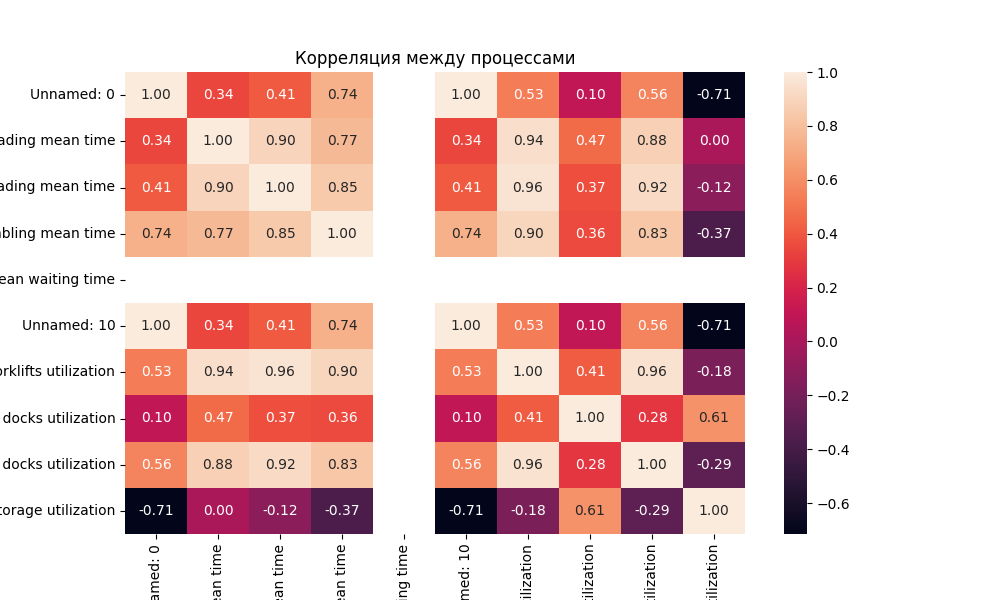 Корреляция между процессами
Unnamed: 0 1.00 0.34 0.41 0.74 1.00 0.53 0.10 0.56 -0.71
ading mean time 0.34 1.00 0.90 0.77 0.34 0.94 0.47 0.88 0.00
ading mean time 0.41 0.90 1.00 0.85 0.41 0.96 0.37 0.92 -0.12
bling mean time 0.74 0.77 0.85 1.00 0.74 0.90 0.36 0.83 -0.37
ean waiting time
Unnamed: 10 1.00 0.34 0.41 0.74 1.00 0.53 0.10 0.56 -0.71
orklifts utilization 0.53 0.94 0.96 0.90 0.53 1.00 0.41 0.96 -0.18
docks utilization 0.10 0.47 0.37 0.36 0.10 0.41 1.00 0.28 0.61
docks utilization 0.56 0.88 0.92 0.83 0.56 0.96 0.28 1.00 -0.29
torage utilization -0.71 0.00 -0.12 -0.37 -0.71 -0.18 0.61 -0.29 1.00
amed: 0
ean time
ean time
ean time
ing time
med: 10
ilization
tilization
tilization
utilization
1.0
0.8
0.6
0.4
0.2
0.0
−0.2
−0.4
−0.6